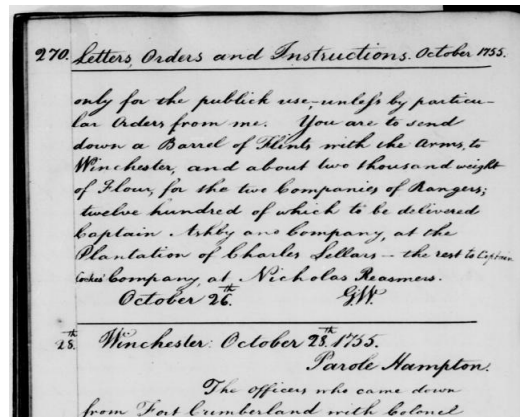 270. Letters, Orders and Instructions. October 1755.
only for the publick use, unless by particu-
lar Orders from me. You are to send
down a Barrel of Flints with the Arms, to
Winchester, and about two thousand weight
of Flour, for the two Companies of Rangers;
twelve hundred of which to be delivered
Captain Ashby and Company, at the
Plantation of Charles Sellars - the rest to Captain
Cockes Company, at Nicholas Reasmers.
October 26th. G.W.
28th. Winchester: October 28th. 1755.
Parole Hampton.
The officers who came down
from Fort Cumberland with Colonel